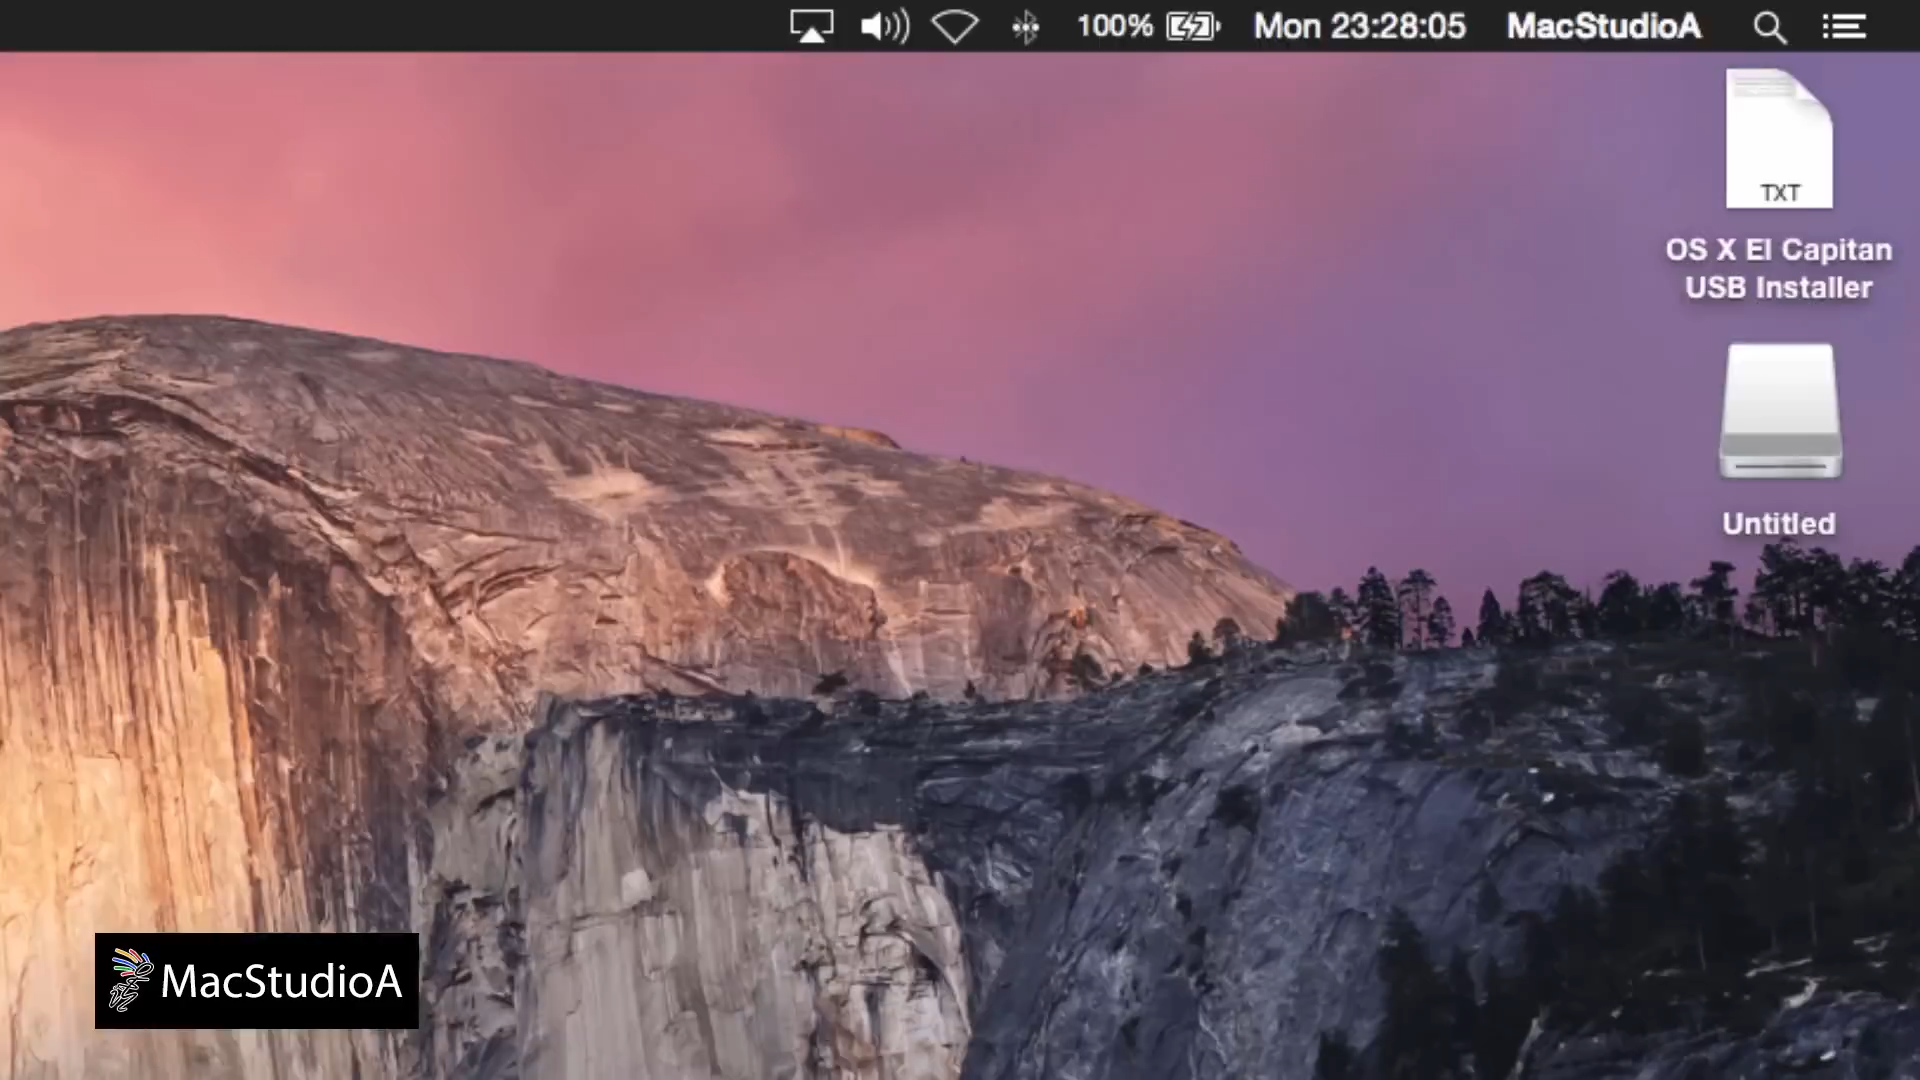 100% Mon 23:28:05 MacStudioA
TXT
OS X El Capitan
USB Installer
Untitled
MacStudioA